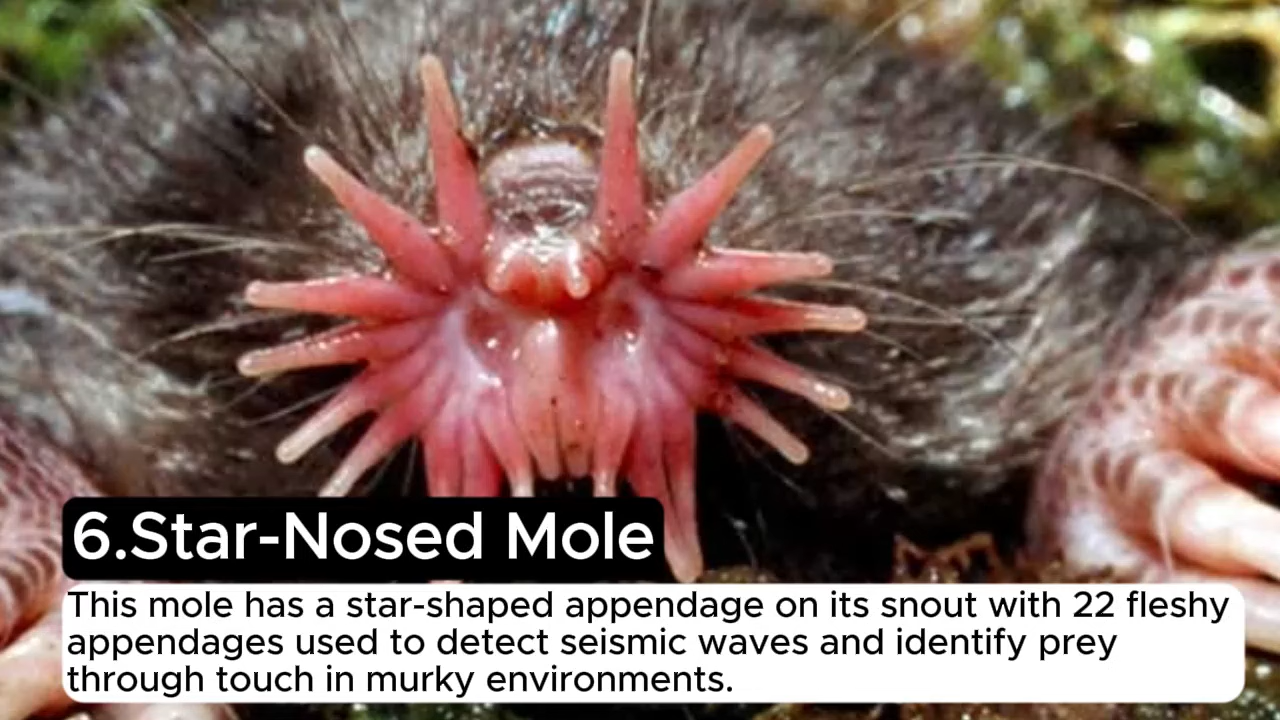 6.Star-Nosed Mole
This mole has a star-shaped appendage on its snout with 22 fleshy
appendages used to detect seismic waves and identify prey
through touch in murky environments.